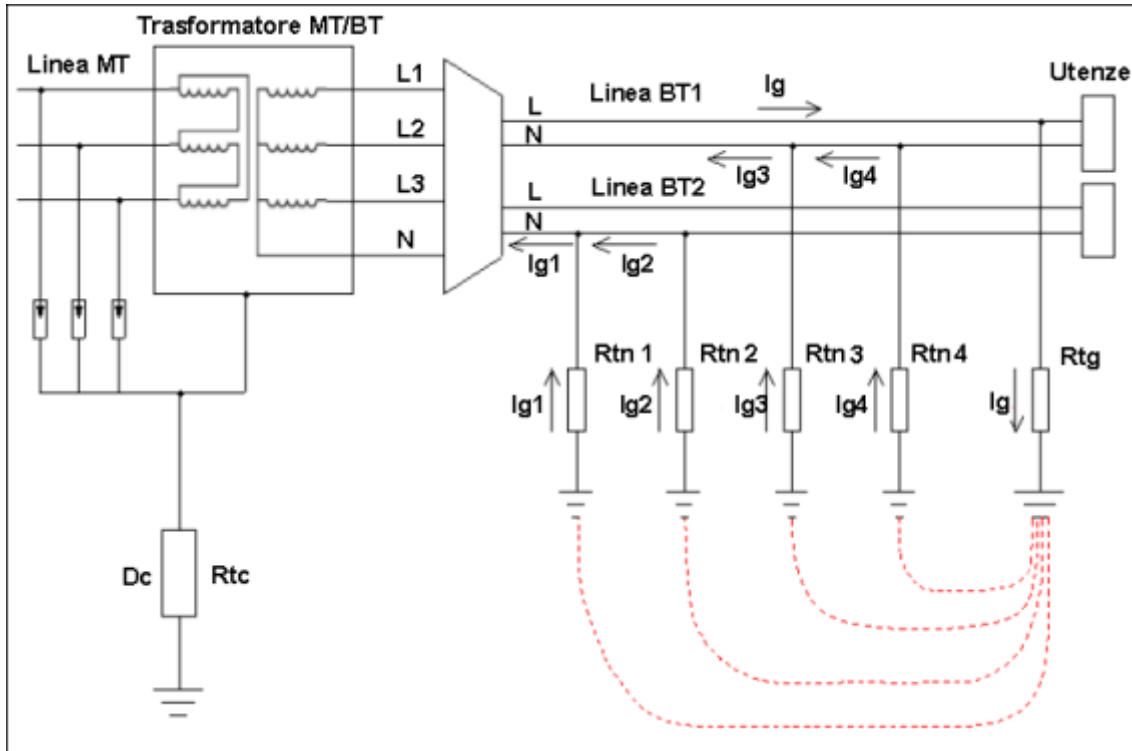 Trasformatore MT/BT
Linea MT
L1
L2
L3
N
L
Linea BT1
Ig
Utenze
N
Ig3
Ig4
L
Linea BT2
N
Ig1
Ig2
Rtn 1
Rtn 2
Rtn 3
Rtn 4
Rtg
Ig1
Ig2
Ig3
Ig4
Ig
Dc
Rtc